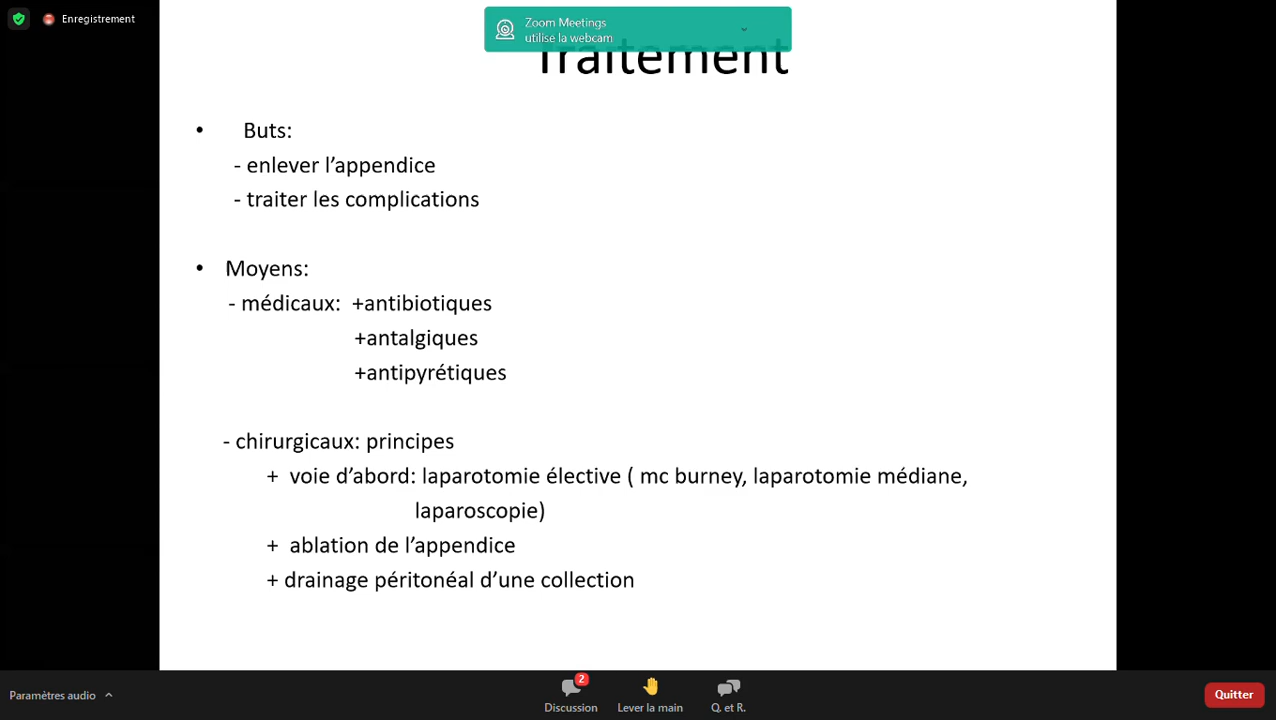 Enregistrement
Zoom Meetings
utilise la webcam
Traitement
• Buts:
- enlever l’appendice
- traiter les complications
• Moyens:
- médicaux: +antibiotiques
+antalgiques
+antipyrétiques
- chirurgicaux: principes
+ voie d’abord: laparotomie élective ( mc burney, laparotomie médiane,
laparoscopie)
+ ablation de l’appendice
+ drainage péritonéal d’une collection
Paramètres audio
2
Discussion
Lever la main
Q. et R.
Quitter